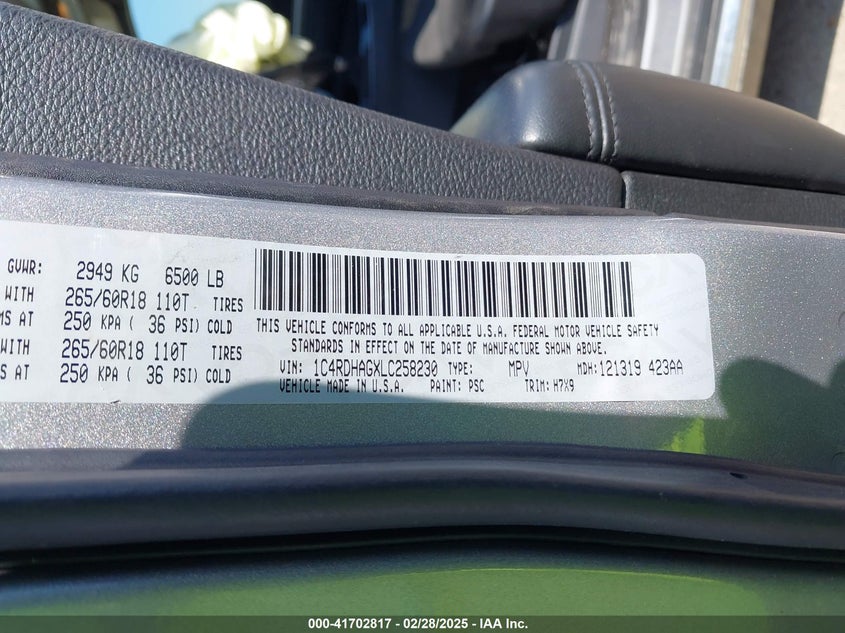 GVWR: 2949 KG 6500 LB
WITH 265/60R18 110T TIRES
MS AT 250 KPA ( 36 PSI) COLD
WITH 265/60R18 110T TIRES
S AT 250 KPA ( 36 PSI) COLD
THIS VEHICLE CONFORMS TO ALL APPLICABLE U.S.A. FEDERAL MOTOR VEHICLE SAFETY
STANDARDS IN EFFECT ON THE DATE OF MANUFACTURE SHOWN ABOVE.
VIN: 1C4RDHAGXLC258230 TYPE: MPV MDH: 121319 423AA
VEHICLE MADE IN U.S.A. PAINT: PSC TRIM: H7X9
000-41702817 - 02/28/2025 - IAA Inc.